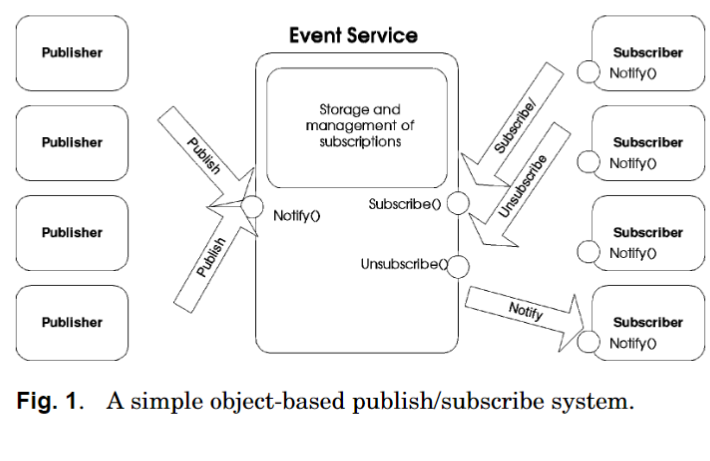 Event Service
Publisher
Publisher
Publisher
Publisher
Publish
Publish
Storage and
management of
subscriptions
Notify()
Subscribe()
Unsubscribe()
Subscribe/
Unsubscribe
Notify
Subscriber
Notify()
Subscriber
Notify()
Subscriber
Notify()
Subscriber
Notify()
Fig. 1. A simple object-based publish/subscribe system.